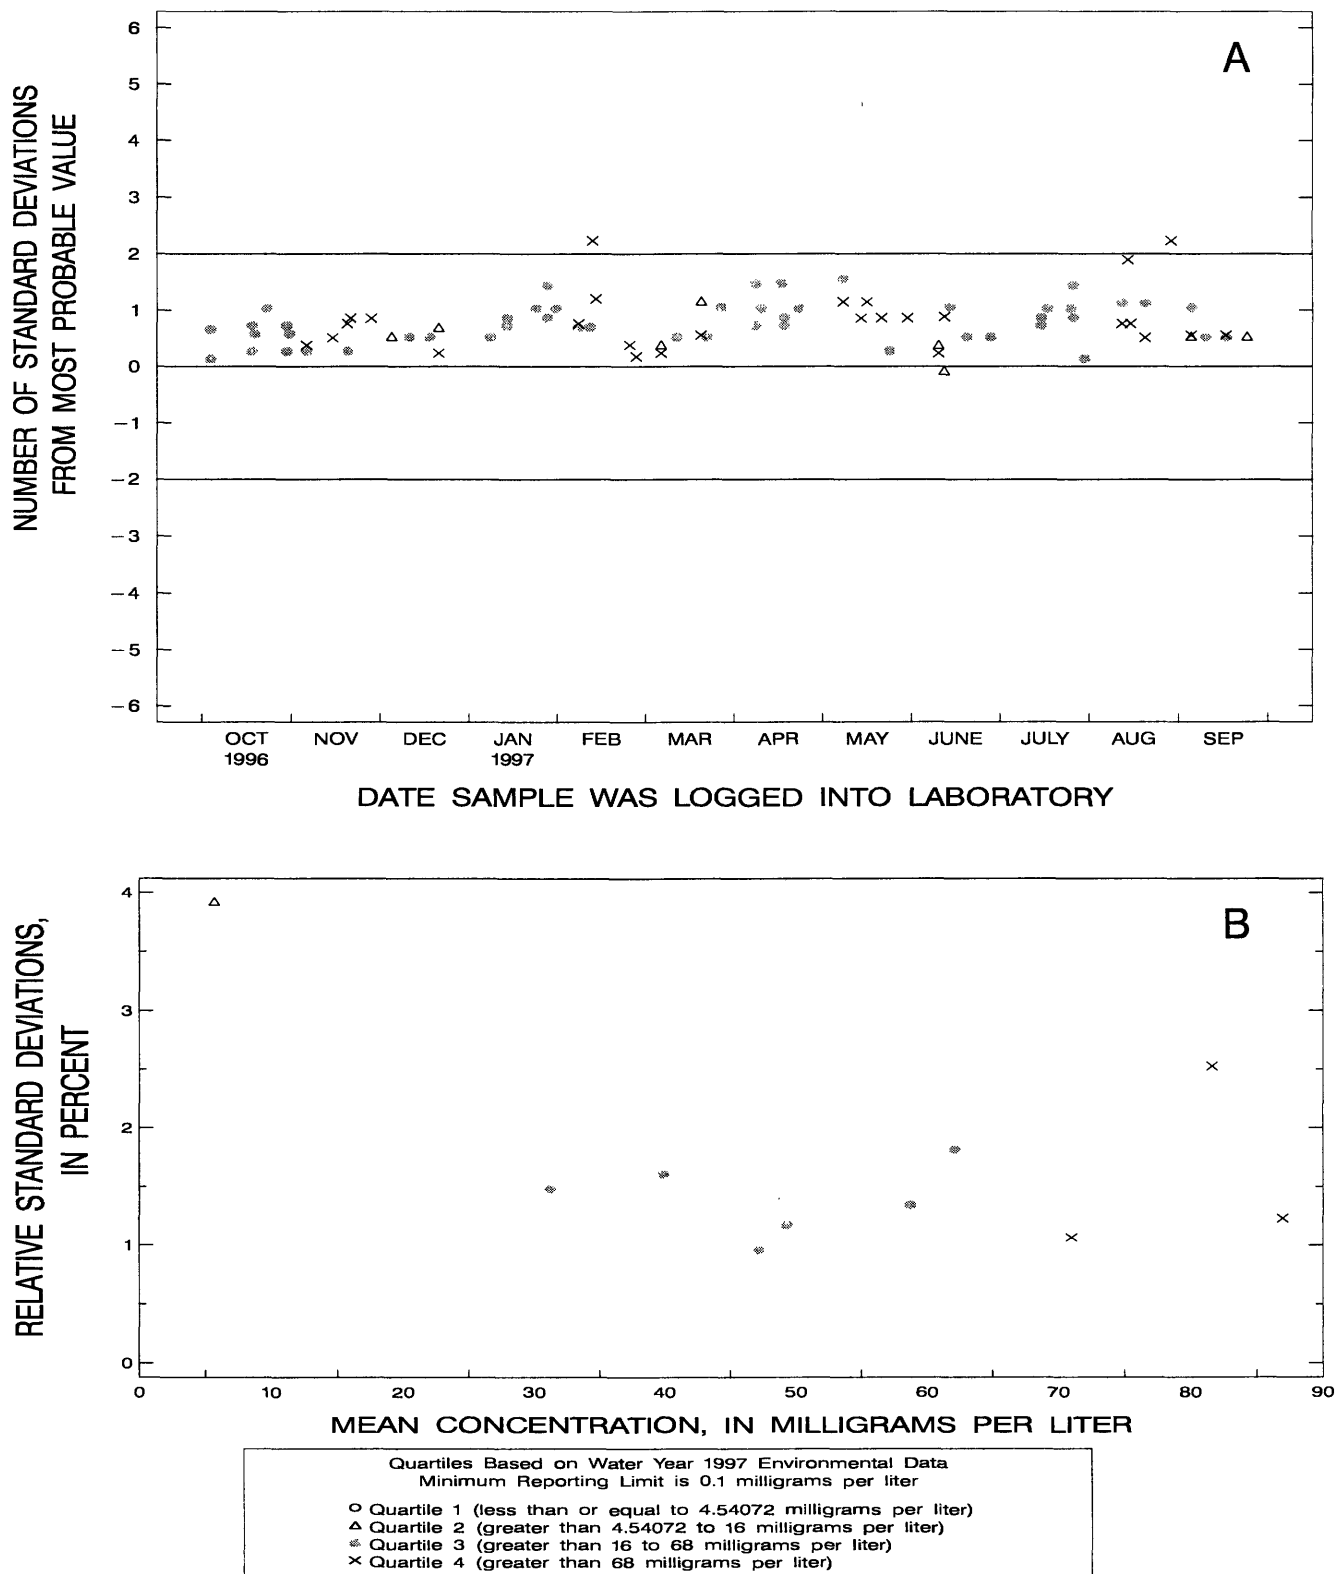 A
NUMBER OF STANDARD DEVIATIONS
FROM MOST PROBABLE VALUE
6
5
4
3
2
1
0
−1
−2
−3
−4
−5
−6
OCT NOV DEC JAN FEB MAR APR MAY JUNE JULY AUG SEP
1996 1997
DATE SAMPLE WAS LOGGED INTO LABORATORY
B
RELATIVE STANDARD DEVIATIONS,
IN PERCENT
4
3
2
1
0
0 10 20 30 40 50 60 70 80 90
MEAN CONCENTRATION, IN MILLIGRAMS PER LITER
Quartiles Based on Water Year 1997 Environmental Data
Minimum Reporting Limit is 0.1 milligrams per liter
Quartile 1 (less than or equal to 4.54072 milligrams per liter)
Quartile 2 (greater than 4.54072 to 16 milligrams per liter)
Quartile 3 (greater than 16 to 68 milligrams per liter)
Quartile 4 (greater than 68 milligrams per liter)